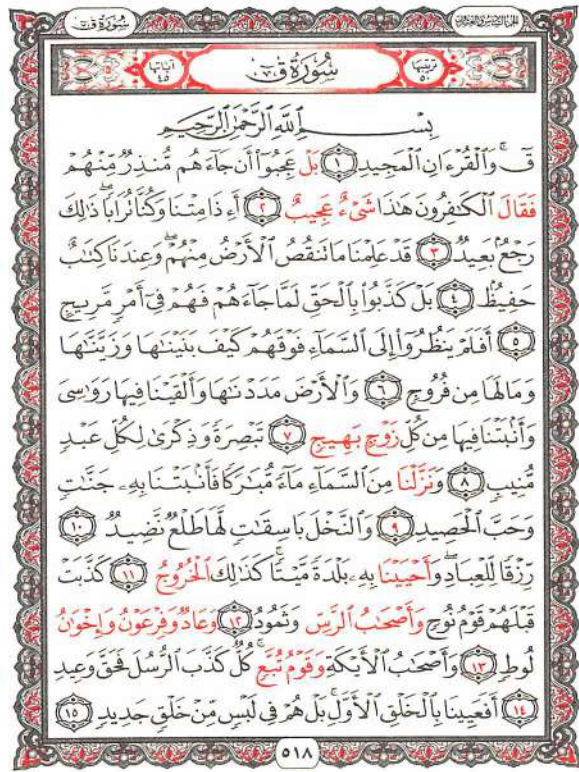 سُورَةُ قٓ
الجزء السادس والعشرون
ترتيبها ٥٠
سُورَةُ قٓ
آياتها ٤٥
بِسْمِ ٱللَّهِ ٱلرَّحْمَٰنِ ٱلرَّحِيمِ
قٓۚ وَٱلْقُرْءَانِ ٱلْمَجِيدِ ١ بَلْ عَجِبُوٓا۟ أَن جَآءَهُم مُّنذِرٌ مِّنْهُمْ
فَقَالَ ٱلْكَٰفِرُونَ هَٰذَا شَىْءٌ عَجِيبٌ ٢ أَءِذَا مِتْنَا وَكُنَّا تُرَابًاۖ ذَٰلِكَ
رَجْعٌۢ بَعِيدٌ ٣ قَدْ عَلِمْنَا مَا تَنقُصُ ٱلْأَرْضُ مِنْهُمْۖ وَعِندَنَا كِتَٰبٌ
حَفِيظٌۢ ٤ بَلْ كَذَّبُوا۟ بِٱلْحَقِّ لَمَّا جَآءَهُمْ فَهُمْ فِىٓ أَمْرٍ مَّرِيجٍ
٥ أَفَلَمْ يَنظُرُوٓا۟ إِلَى ٱلسَّمَآءِ فَوْقَهُمْ كَيْفَ بَنَيْنَٰهَا وَزَيَّنَّٰهَا
وَمَا لَهَا مِن فُرُوجٍ ٦ وَٱلْأَرْضَ مَدَدْنَٰهَا وَأَلْقَيْنَا فِيهَا رَوَٰسِىَ
وَأَنۢبَتْنَا فِيهَا مِن كُلِّ زَوْجٍۭ بَهِيجٍ ٧ تَبْصِرَةً وَذِكْرَىٰ لِكُلِّ عَبْدٍ
مُّنِيبٍ ٨ وَنَزَّلْنَا مِنَ ٱلسَّمَآءِ مَآءً مُّبَٰرَكًا فَأَنۢبَتْنَا بِهِۦ جَنَّٰتٍ
وَحَبَّ ٱلْحَصِيدِ ٩ وَٱلنَّخْلَ بَاسِقَٰتٍ لَّهَا طَلْعٌ نَّضِيدٌ ١٠
رِّزْقًا لِّلْعِبَادِۖ وَأَحْيَيْنَا بِهِۦ بَلْدَةً مَّيْتًاۚ كَذَٰلِكَ ٱلْخُرُوجُ ١١ كَذَّبَتْ
قَبْلَهُمْ قَوْمُ نُوحٍ وَأَصْحَٰبُ ٱلرَّسِّ وَثَمُودُ ١٢ وَعَادٌ وَفِرْعَوْنُ وَإِخْوَٰنُ
لُوطٍ ١٣ وَأَصْحَٰبُ ٱلْأَيْكَةِ وَقَوْمُ تُبَّعٍۚ كُلٌّ كَذَّبَ ٱلرُّسُلَ فَحَقَّ وَعِيدِ
١٤ أَفَعَيِينَا بِٱلْخَلْقِ ٱلْأَوَّلِۚ بَلْ هُمْ فِى لَبْسٍ مِّنْ خَلْقٍ جَدِيدٍ ١٥
٥١٨